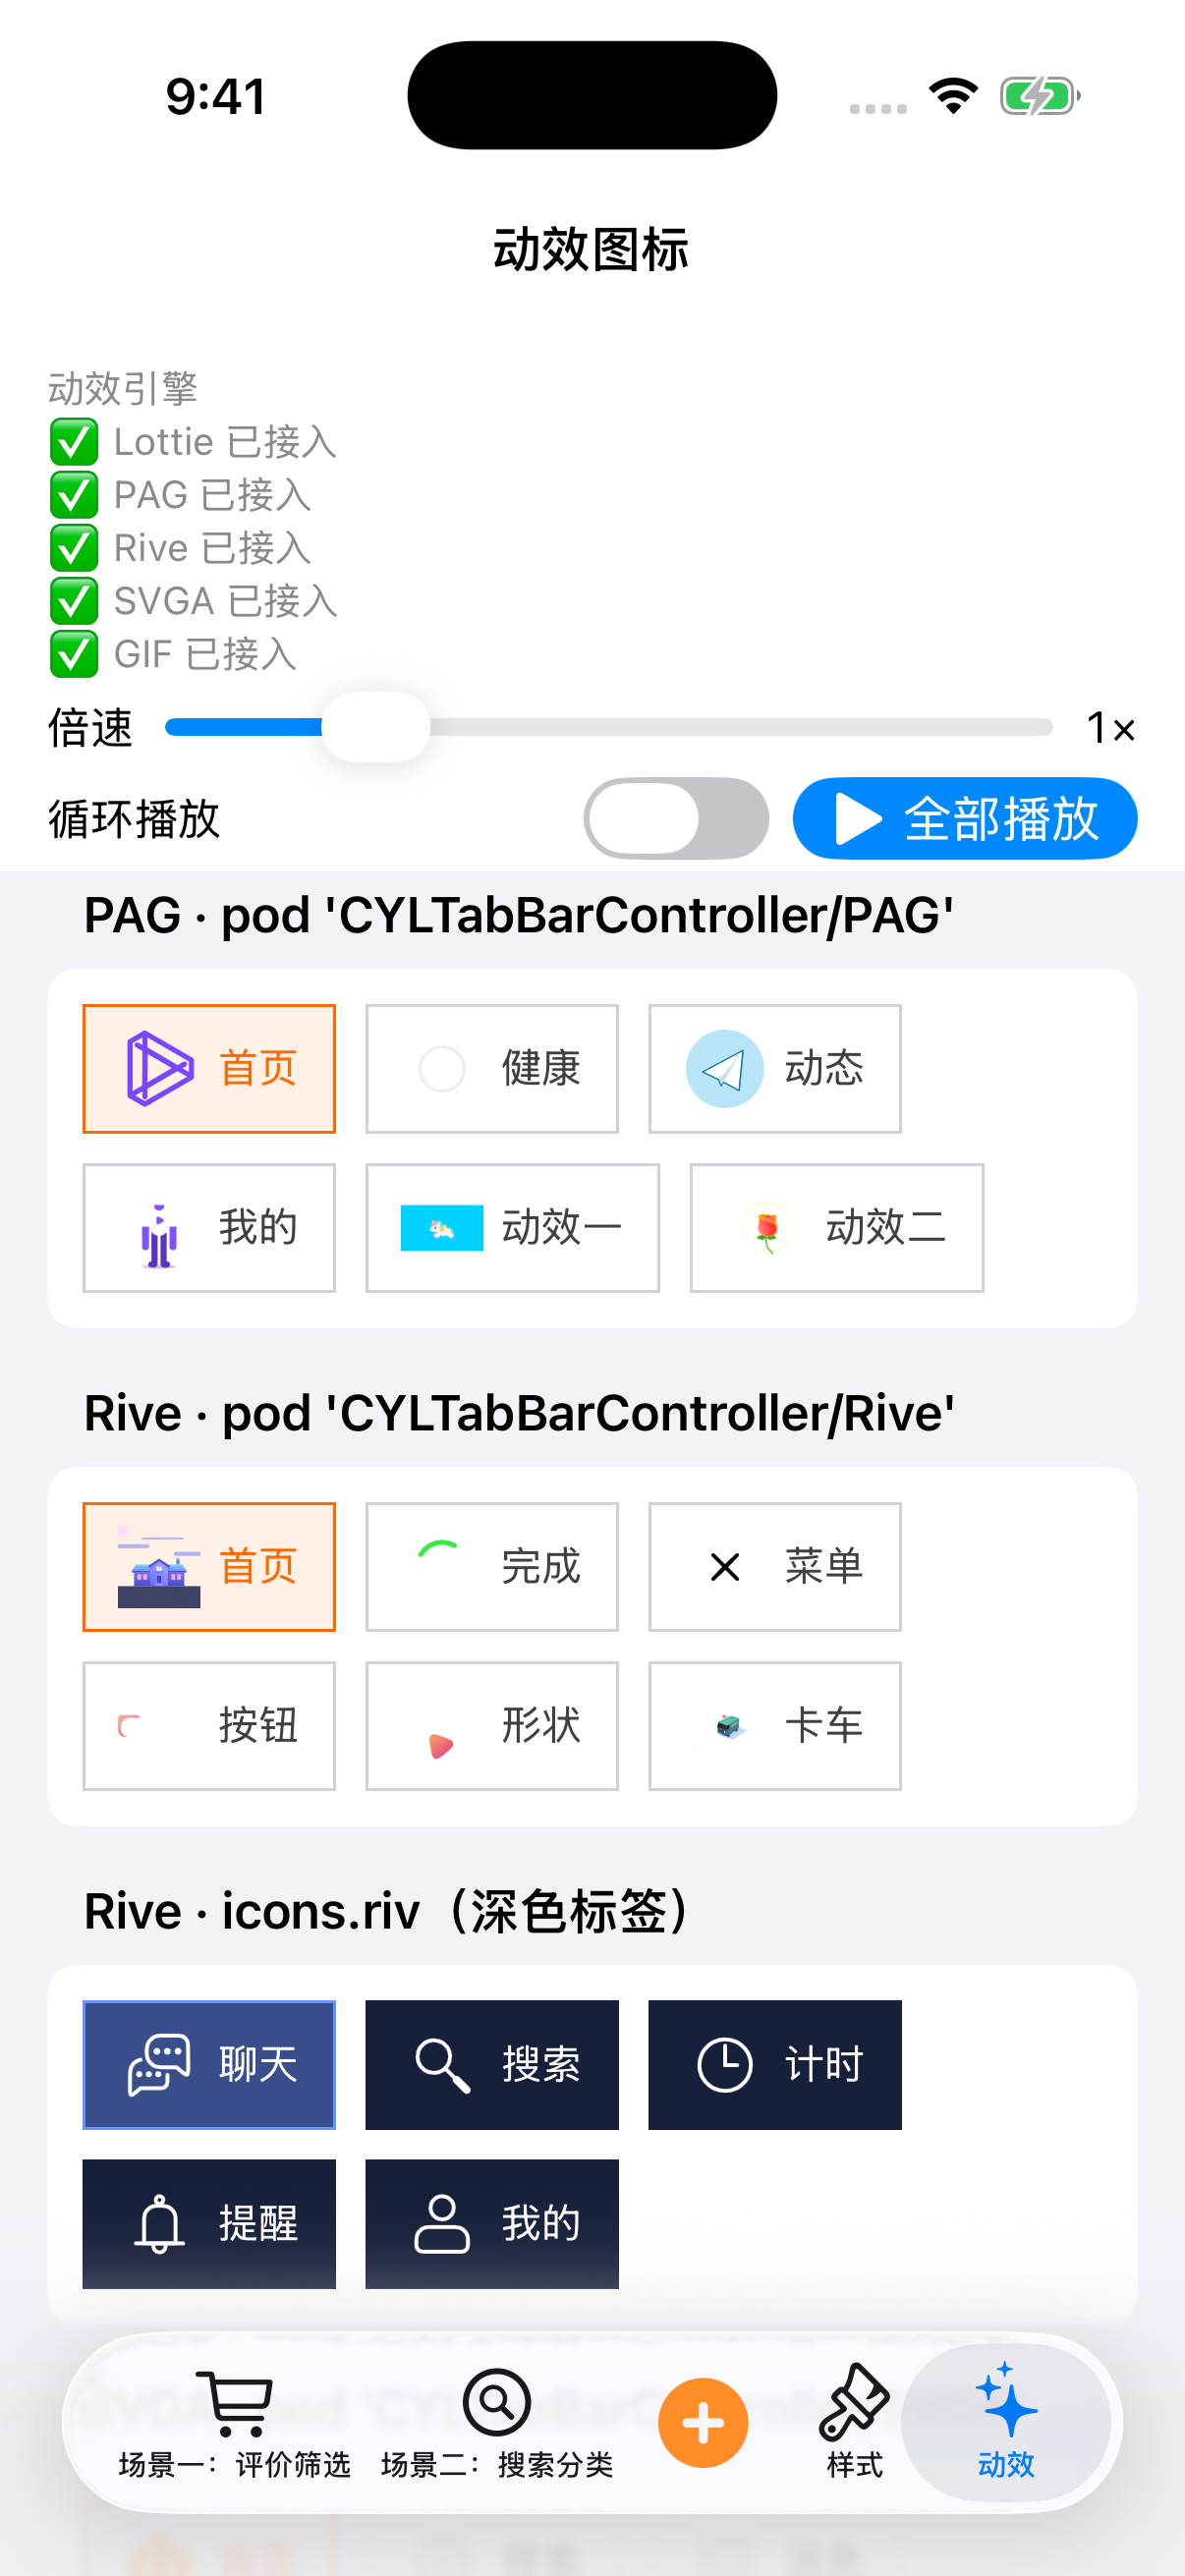 9:41
动效图标
动效引擎
✅ Lottie 已接入
✅ PAG 已接入
✅ Rive 已接入
✅ SVGA 已接入
✅ GIF 已接入
倍速 1×
循环播放 全部播放
PAG · pod 'CYLTabBarController/PAG'
首页 健康 动态
我的 动效一 动效二
Rive · pod 'CYLTabBarController/Rive'
首页 完成 菜单
按钮 形状 卡车
Rive · icons.riv（深色标签）
聊天 搜索 计时
提醒 我的
场景一：评价筛选 场景二：搜索分类 样式 动效